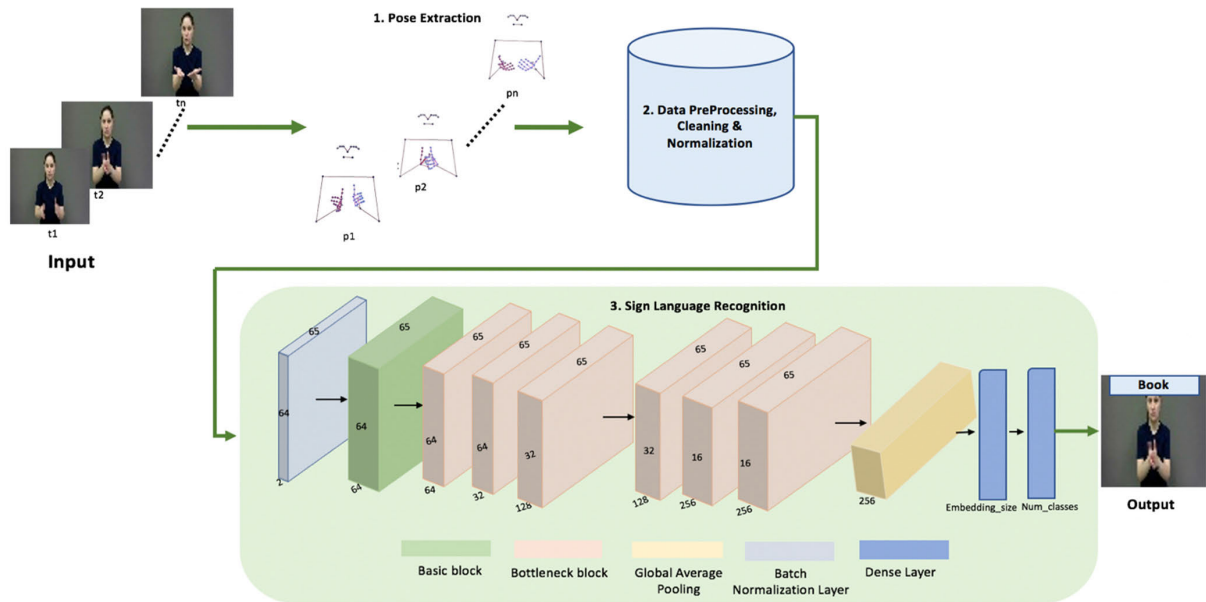 1. Pose Extraction
tn
t2
t1
Input
pn
p2
p1
2. Data PreProcessing,
Cleaning &
Normalization
3. Sign Language Recognition
65
64
2
65
64
64
65
64
64
65
64
32
65
32
128
65
32
128
65
16
256
65
16
256
256
Embedding_size
Num_classes
Book
Output
Basic block
Bottleneck block
Global Average
Pooling
Batch
Normalization Layer
Dense Layer